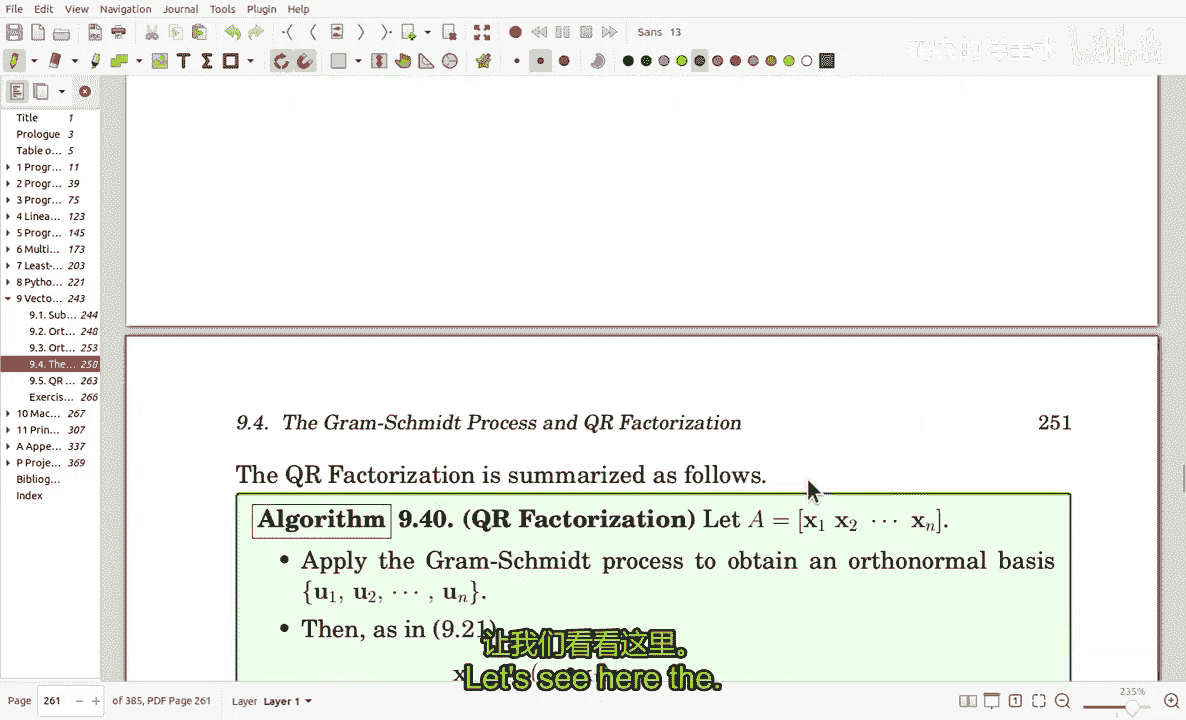 File Edit View Navigation Journal Tools Plugin Help
Sans 13
Title 1
Prologue 3
Table o... 5
1 Progr... 11
2 Progr... 39
3 Progr... 75
4 Linea... 123
5 Progr... 145
6 Multi... 173
7 Least-... 203
8 Pytho... 221
9 Vecto... 243
9.1. Sub... 244
9.2. Ort... 248
9.3. Ort... 253
9.4. The... 258
9.5. QR ... 263
Exercis... 266
10 Mac... 267
11 Prin... 307
A Appe... 337
P Proje... 369
Bibliog...
Index
9.4. The Gram-Schmidt Process and QR Factorization 251
The QR Factorization is summarized as follows.
Algorithm 9.40. (QR Factorization) Let A = [x₁ x₂ ⋯ xₙ].
• Apply the Gram-Schmidt process to obtain an orthonormal basis
{u₁, u₂, ⋯ , uₙ}.
• Then, as in (9.21)
让我们看看这里。
Let's see here the.
Page 261 of 385, PDF Page 261 Layer Layer 1 235%